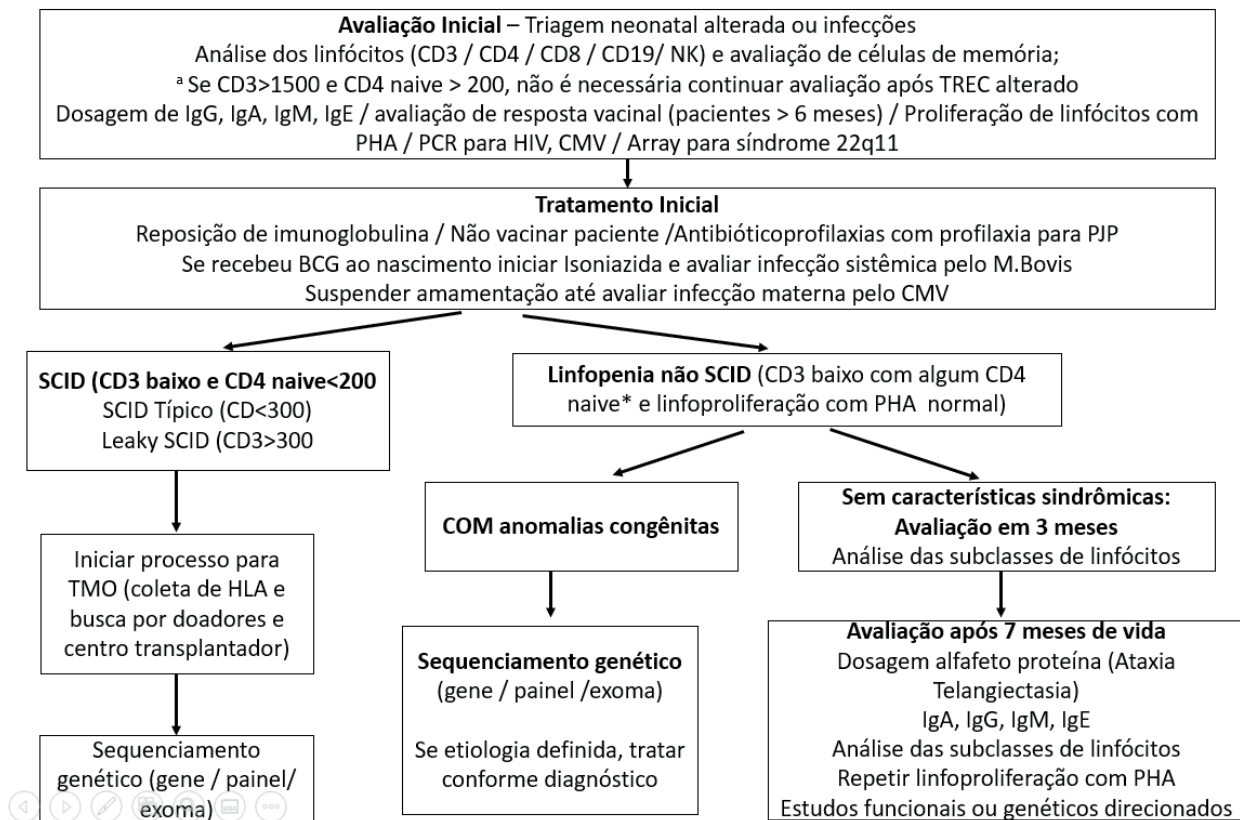 Avaliação Inicial – Triagem neonatal alterada ou infecções
Análise dos linfócitos (CD3 / CD4 / CD8 / CD19/ NK) e avaliação de células de memória;
a Se CD3>1500 e CD4 naive > 200, não é necessária continuar avaliação após TREC alterado
Dosagem de IgG, IgA, IgM, IgE / avaliação de resposta vacinal (pacientes > 6 meses) / Proliferação de linfócitos com
PHA / PCR para HIV, CMV / Array para síndrome 22q11
Tratamento Inicial
Reposição de imunoglobulina / Não vacinar paciente /Antibióticoprofilaxias com profilaxia para PJP
Se recebeu BCG ao nascimento iniciar Isoniazida e avaliar infecção sistêmica pelo M.Bovis
Suspender amamentação até avaliar infecção materna pelo CMV
SCID (CD3 baixo e CD4 naive<200
SCID Típico (CD<300)
Leaky SCID (CD3>300
Linfopenia não SCID (CD3 baixo com algum CD4
naive* e linfoproliferação com PHA normal)
COM anomalias congênitas
Sem características sindrômicas:
Avaliação em 3 meses
Análise das subclasses de linfócitos
Iniciar processo para
TMO (coleta de HLA e
busca por doadores e
centro transplantador)
Sequenciamento genético
(gene / painel /exoma)
Se etiologia definida, tratar
conforme diagnóstico
Avaliação após 7 meses de vida
Dosagem alfafeto proteína (Ataxia
Telangiectasia)
IgA, IgG, IgM, IgE
Análise das subclasses de linfócitos
Repetir linfoproliferação com PHA
Estudos funcionais ou genéticos direcionados
Sequenciamento
genético (gene / painel/
exoma)